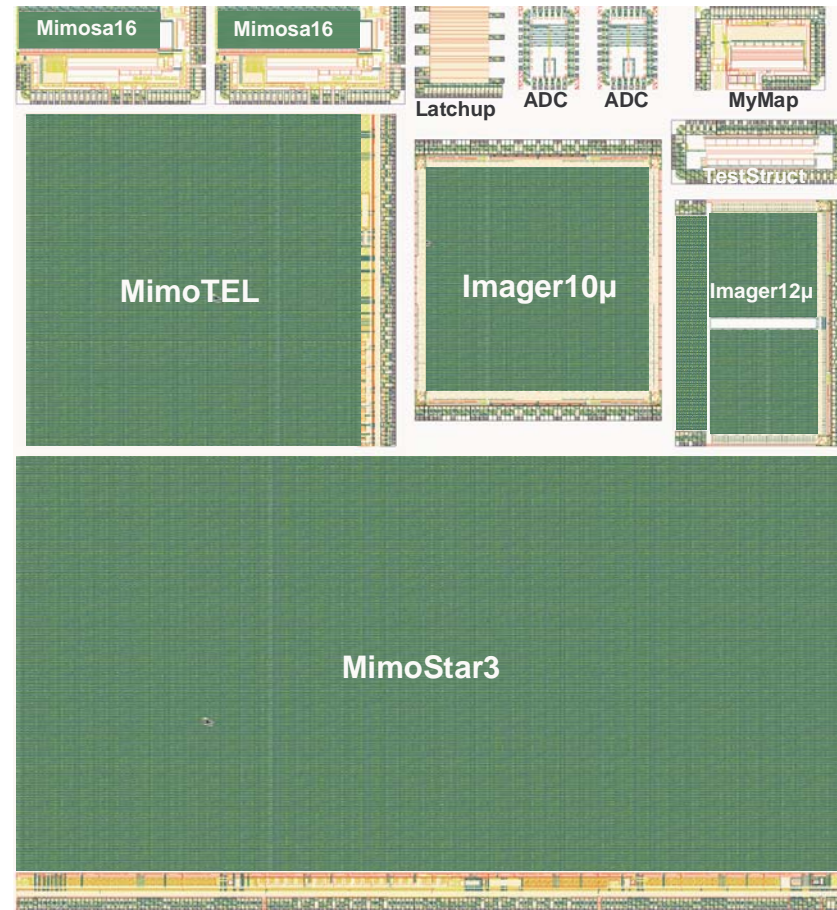 Mimosa16
Mimosa16
Latchup
ADC
ADC
MyMap
TestStruct
MimoTEL
Imager10µ
Imager12µ
MimoStar3